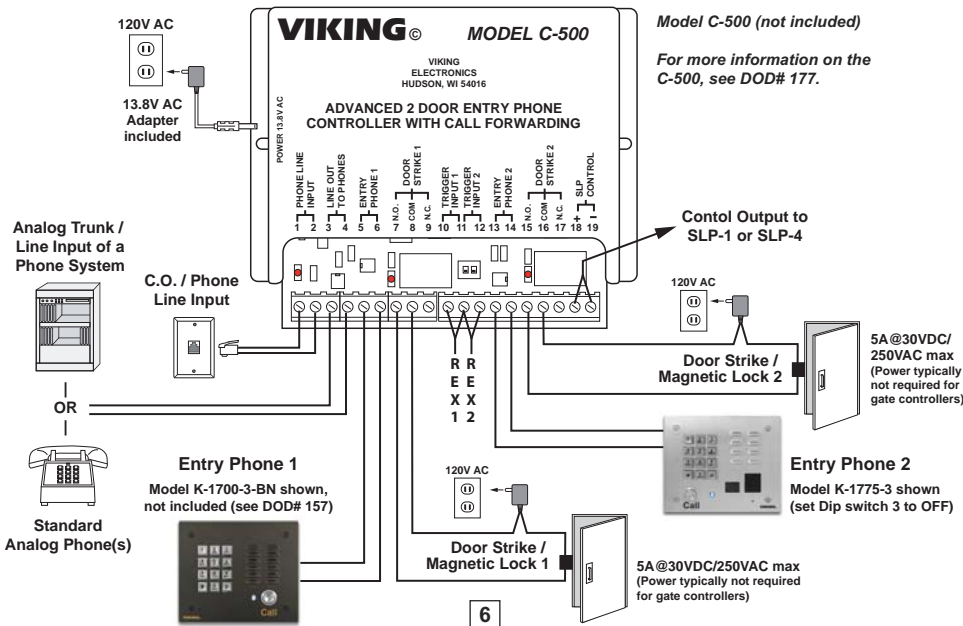 120V AC
13.8V AC
Adapter
included
POWER 13.8V AC
VIKING© MODEL C-500
VIKING
ELECTRONICS
HUDSON, WI 54016
ADVANCED 2 DOOR ENTRY PHONE
CONTROLLER WITH CALL FORWARDING
PHONE LINE
INPUT
LINE OUT
TO PHONES
ENTRY
PHONE 1
DOOR
STRIKE 1
N.O.
COM
N.C.
TRIGGER
INPUT 1
TRIGGER
INPUT 2
ENTRY
PHONE 2
DOOR
STRIKE 2
N.O.
COM
N.C.
SLP
CONTROL
+
–
1 2 3 4 5 6 7 8 9 10 11 12 13 14 15 16 17 18 19
Model C-500 (not included)
For more information on the
C-500, see DOD# 177.
Contol Output to
SLP-1 or SLP-4
Analog Trunk /
Line Input of a
Phone System
C.O. / Phone
Line Input
OR
Standard
Analog Phone(s)
REX1
REX2
120V AC
Door Strike /
Magnetic Lock 2
5A@30VDC/
250VAC max
(Power typically
not required for
gate controllers)
Entry Phone 1
Model K-1700-3-BN shown,
not included (see DOD# 157)
Call
120V AC
Door Strike /
Magnetic Lock 1
5A@30VDC/250VAC max
(Power typically not required
for gate controllers)
Call
Entry Phone 2
Model K-1775-3 shown
(set Dip switch 3 to OFF)
6